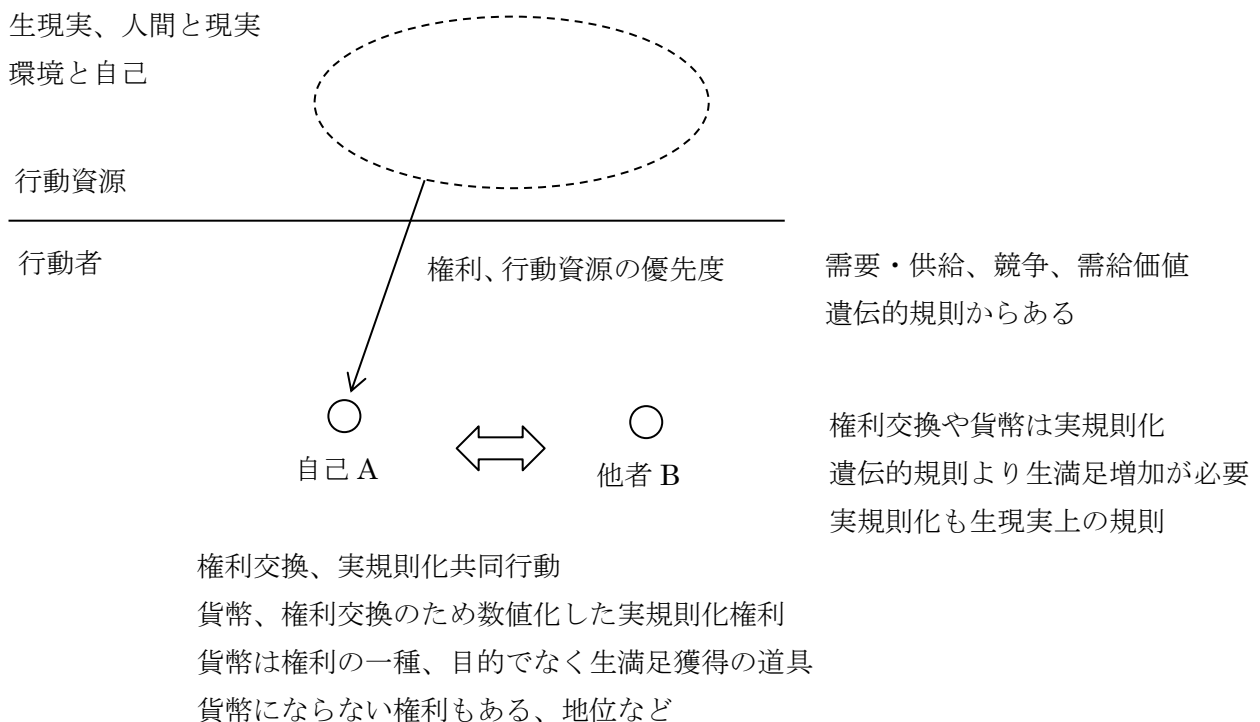 生現実、人間と現実
環境と自己
行動資源
行動者
権利、行動資源の優先度
需要・供給、競争、需給価値
遺伝的規則からある
自己 A
他者 B
権利交換や貨幣は実規則化
遺伝的規則より生満足増加が必要
実規則化も生現実上の規則
権利交換、実規則化共同行動
貨幣、権利交換のため数値化した実規則化権利
貨幣は権利の一種、目的でなく生満足獲得の道具
貨幣にならない権利もある、地位など